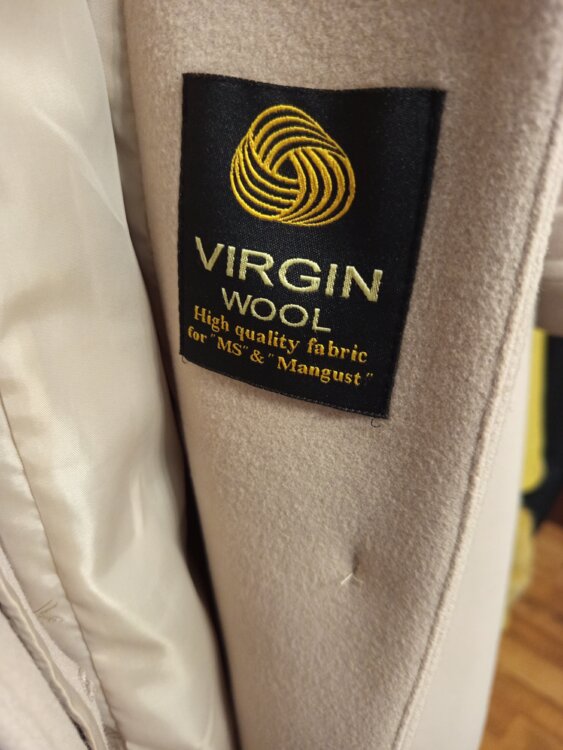 VIRGIN
WOOL
High quality fabric
for "MS" & "Mangust"